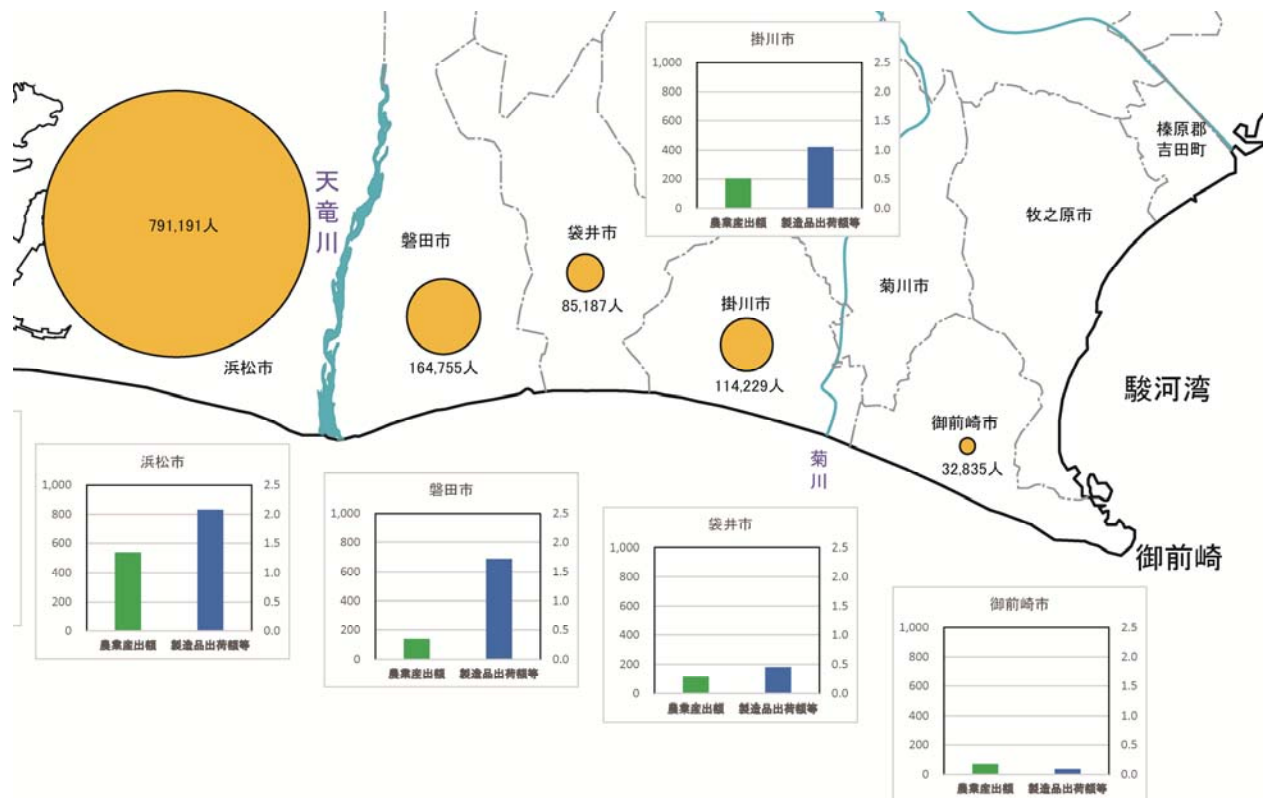 791,191人
浜松市
天
竜
川
磐田市
164,755人
袋井市
85,187人
掛川市
114,229人
菊
川
菊川市
御前崎市
32,835人
牧之原市
榛原郡
吉田町
駿河湾
御前崎
掛川市
1,000
800
600
400
200
0
2.5
2.0
1.5
1.0
0.5
0.0
農業産出額 製造品出荷額等
浜松市
1,000
800
600
400
200
0
2.5
2.0
1.5
1.0
0.5
0.0
農業産出額 製造品出荷額等
磐田市
1,000
800
600
400
200
0
2.5
2.0
1.5
1.0
0.5
0.0
農業産出額 製造品出荷額等
袋井市
1,000
800
600
400
200
0
2.5
2.0
1.5
1.0
0.5
0.0
農業産出額 製造品出荷額等
御前崎市
1,000
800
600
400
200
0
2.5
2.0
1.5
1.0
0.5
0.0
農業産出額 製造品出荷額等